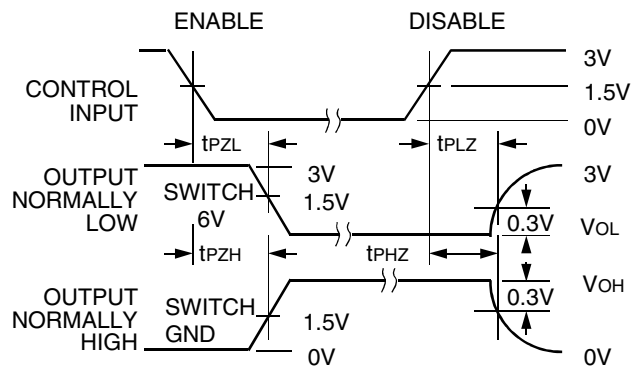 ENABLE DISABLE
3V
CONTROL INPUT 1.5V
0V
tPZL tPLZ
OUTPUT NORMALLY LOW
SWITCH 6V
3V
1.5V
3V
0.3V VOL
tPZH tPHZ
OUTPUT NORMALLY HIGH
SWITCH GND
1.5V
0V
VOH
0.3V
0V